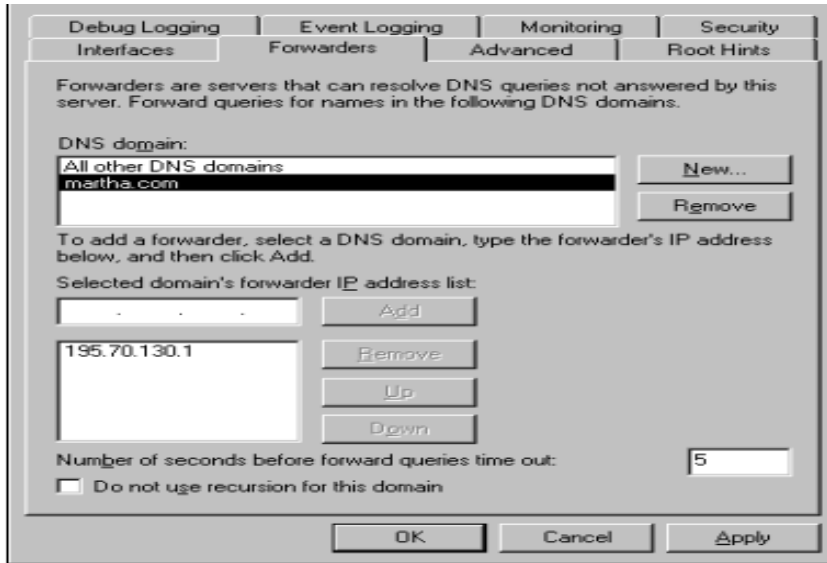 Debug Logging Event Logging Monitoring Security
Interfaces Forwarders Advanced Root Hints
Forwarders are servers that can resolve DNS queries not answered by this
server. Forward queries for names in the following DNS domains.
DNS domain:
All other DNS domains
martha.com
New...
Remove
To add a forwarder, select a DNS domain, type the forwarder's IP address
below, and then click Add.
Selected domain's forwarder IP address list:
. . .
Add
195.70.130.1
Remove
Up
Down
Number of seconds before forward queries time out: 5
Do not use recursion for this domain
OK Cancel Apply